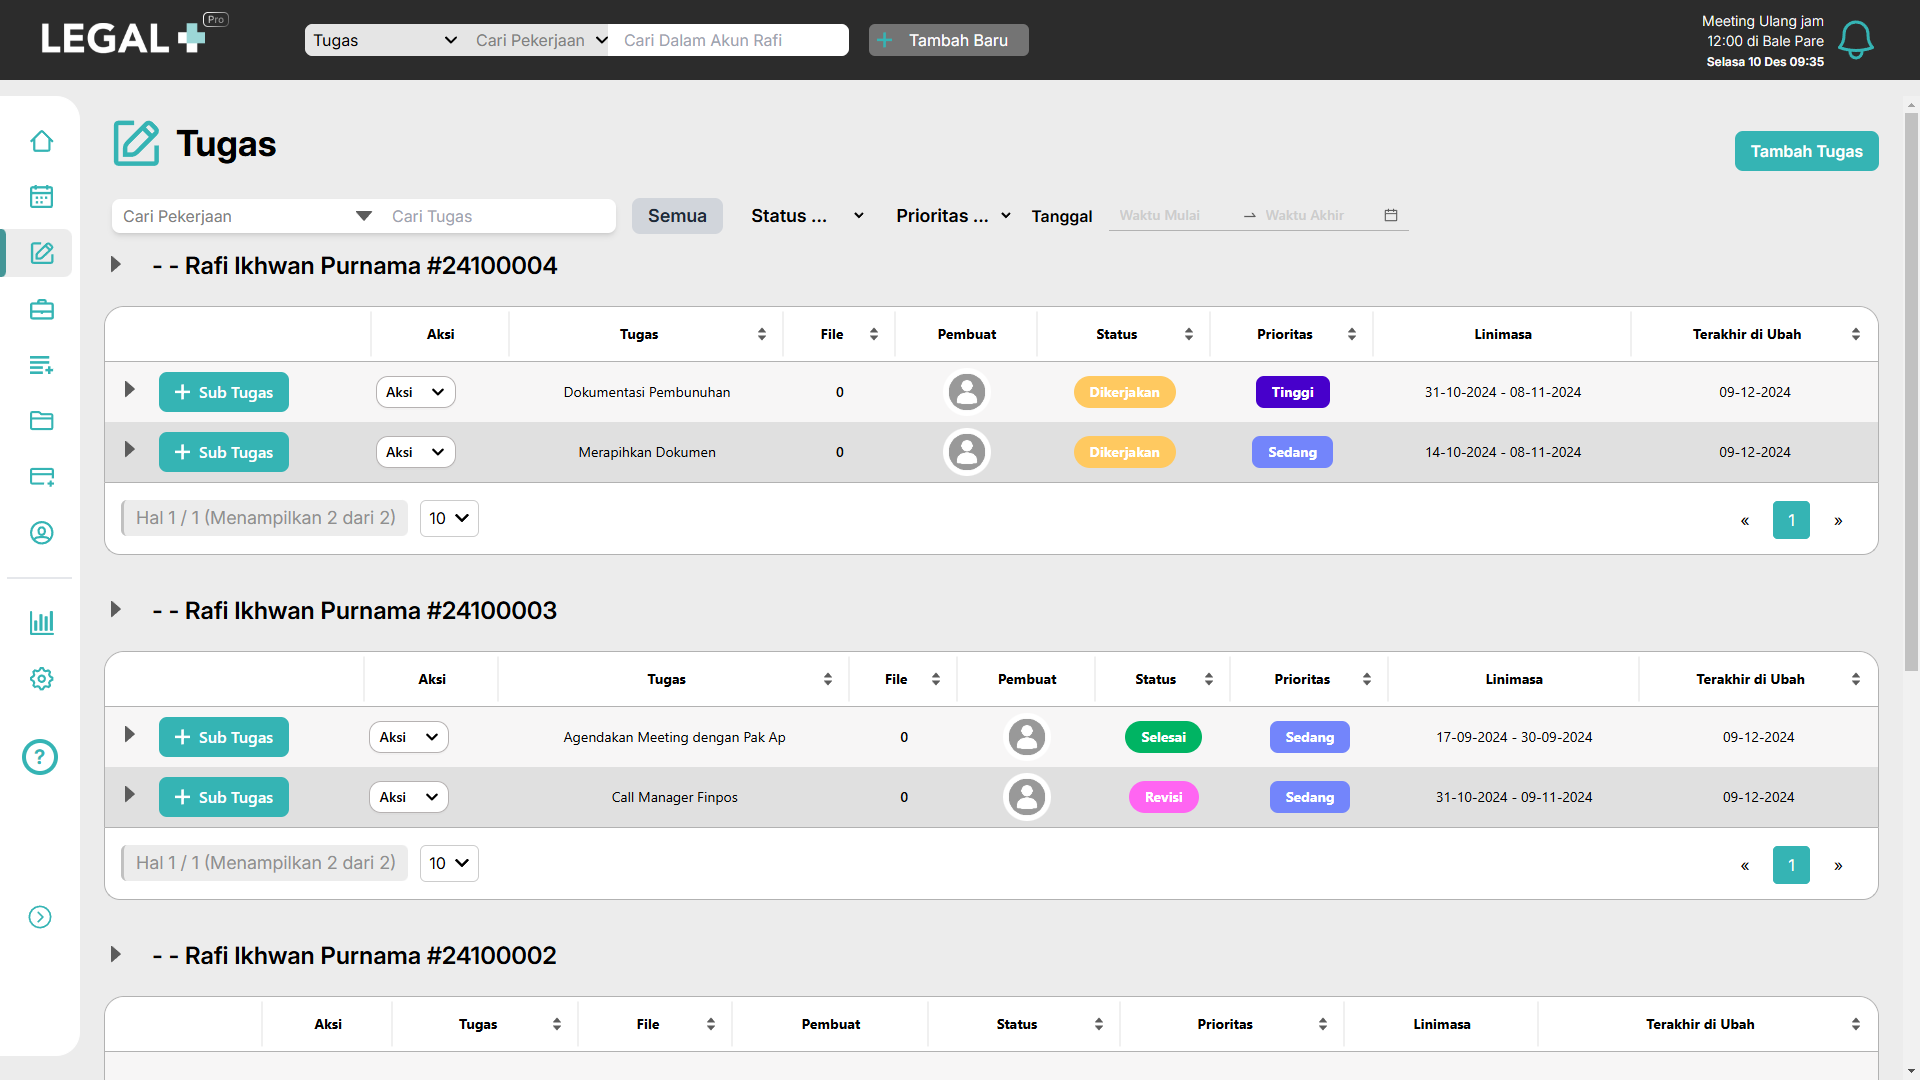 LEGAL Pro
Tugas Cari Pekerjaan Cari Dalam Akun Rafi Tambah Baru
Meeting Ulang jam
12:00 di Bale Pare
Selasa 10 Des 09:35
Tugas
Tambah Tugas
Cari Pekerjaan Cari Tugas Semua Status ... Prioritas ... Tanggal Waktu Mulai → Waktu Akhir
- - Rafi Ikhwan Purnama #24100004
Aksi Tugas File Pembuat Status Prioritas Linimasa Terakhir di Ubah
+ Sub Tugas Aksi Dokumentasi Pembunuhan 0 Dikerjakan Tinggi 31-10-2024 - 08-11-2024 09-12-2024
+ Sub Tugas Aksi Merapihkan Dokumen 0 Dikerjakan Sedang 14-10-2024 - 08-11-2024 09-12-2024
Hal 1 / 1 (Menampilkan 2 dari 2) 10 « 1 »
- - Rafi Ikhwan Purnama #24100003
Aksi Tugas File Pembuat Status Prioritas Linimasa Terakhir di Ubah
+ Sub Tugas Aksi Agendakan Meeting dengan Pak Ap 0 Selesai Sedang 17-09-2024 - 30-09-2024 09-12-2024
+ Sub Tugas Aksi Call Manager Finpos 0 Revisi Sedang 31-10-2024 - 09-11-2024 09-12-2024
Hal 1 / 1 (Menampilkan 2 dari 2) 10 « 1 »
?
- - Rafi Ikhwan Purnama #24100002
Aksi Tugas File Pembuat Status Prioritas Linimasa Terakhir di Ubah